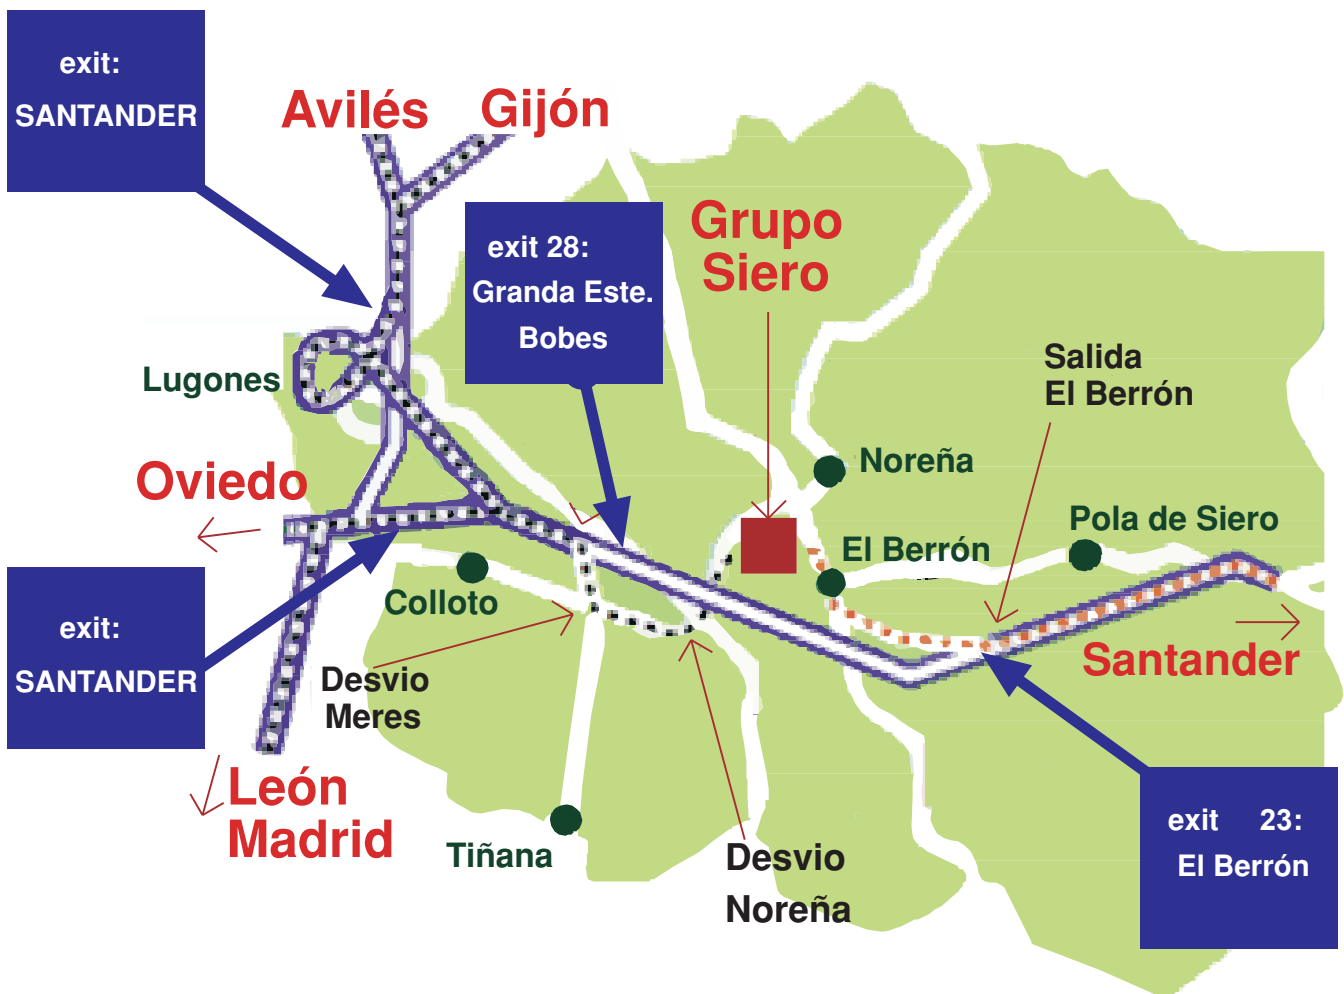 exit:
SANTANDER
Avilés
Gijón
exit 28:
Granda Este.
Bobes
Grupo
Siero
Salida
El Berrón
Lugones
Noreña
Oviedo
Pola de Siero
El Berrón
Colloto
exit:
SANTANDER
Desvio
Meres
Santander
León
Madrid
Tiñana
Desvio
Noreña
exit 23:
El Berrón